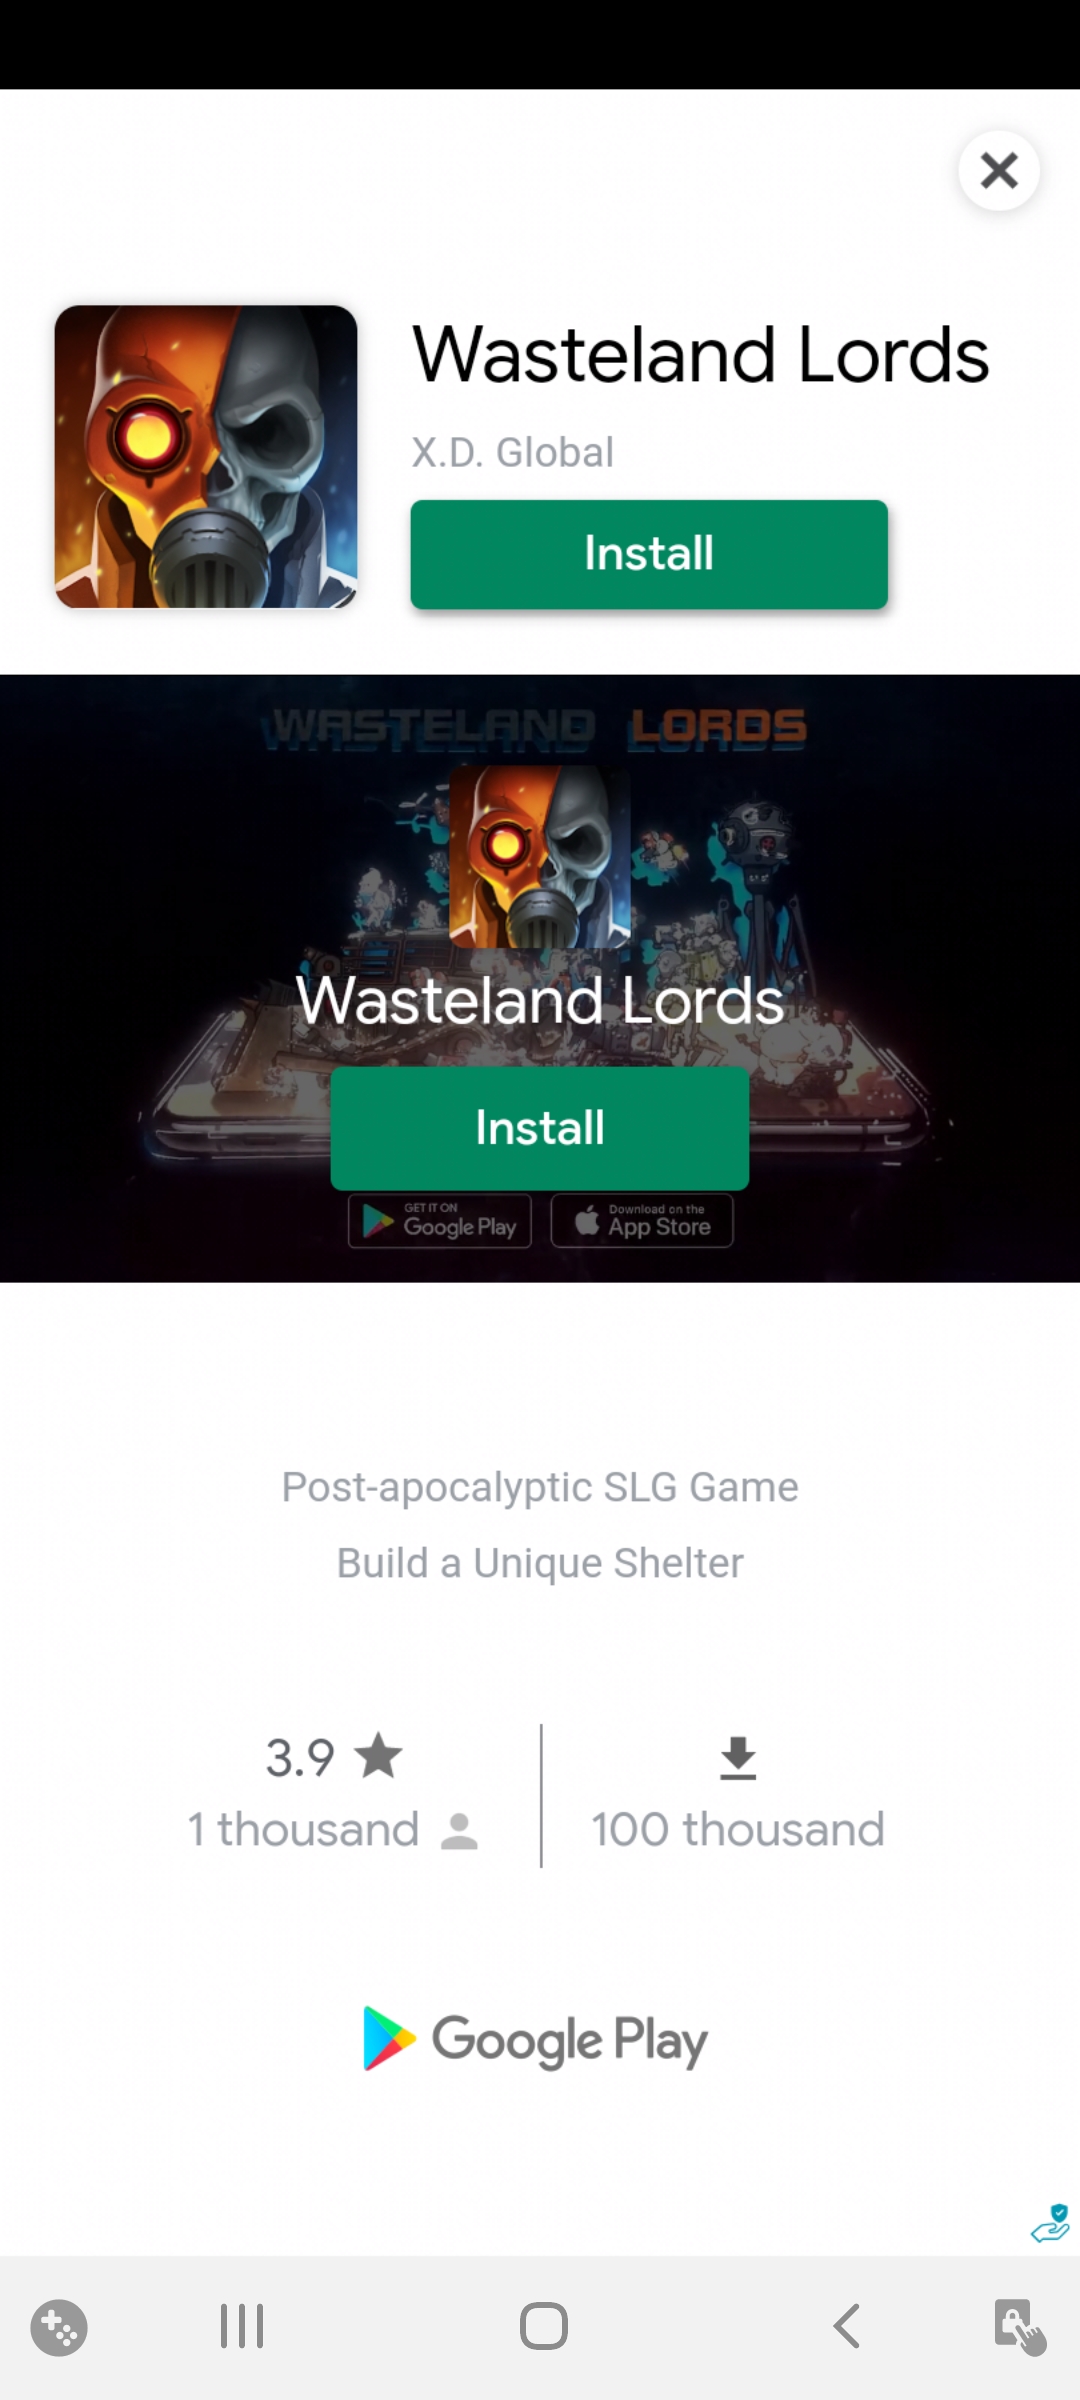 Wasteland Lords
X.D. Global
Install
WASTELAND LORDS
Wasteland Lords
Install
GET IT ON
Google Play
Download on the
App Store
Post-apocalyptic SLG Game
Build a Unique Shelter
3.9
1 thousand
100 thousand
Google Play